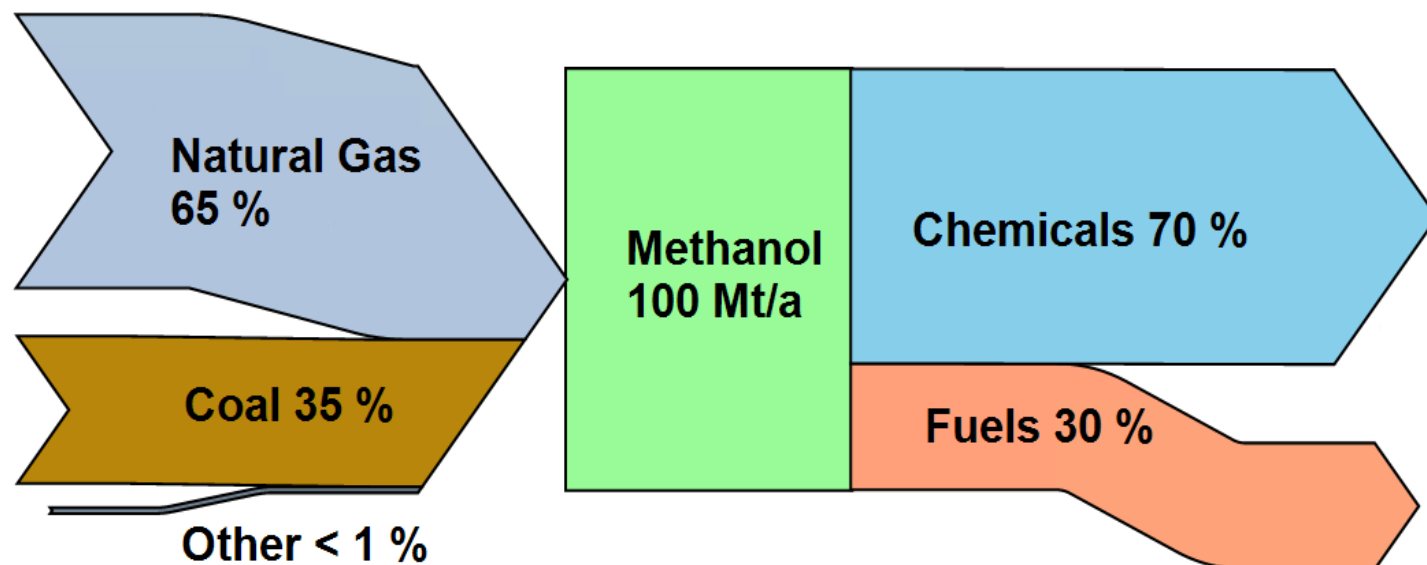 Natural Gas
65 %
Coal 35 %
Other < 1 %
Methanol
100 Mt/a
Chemicals 70 %
Fuels 30 %